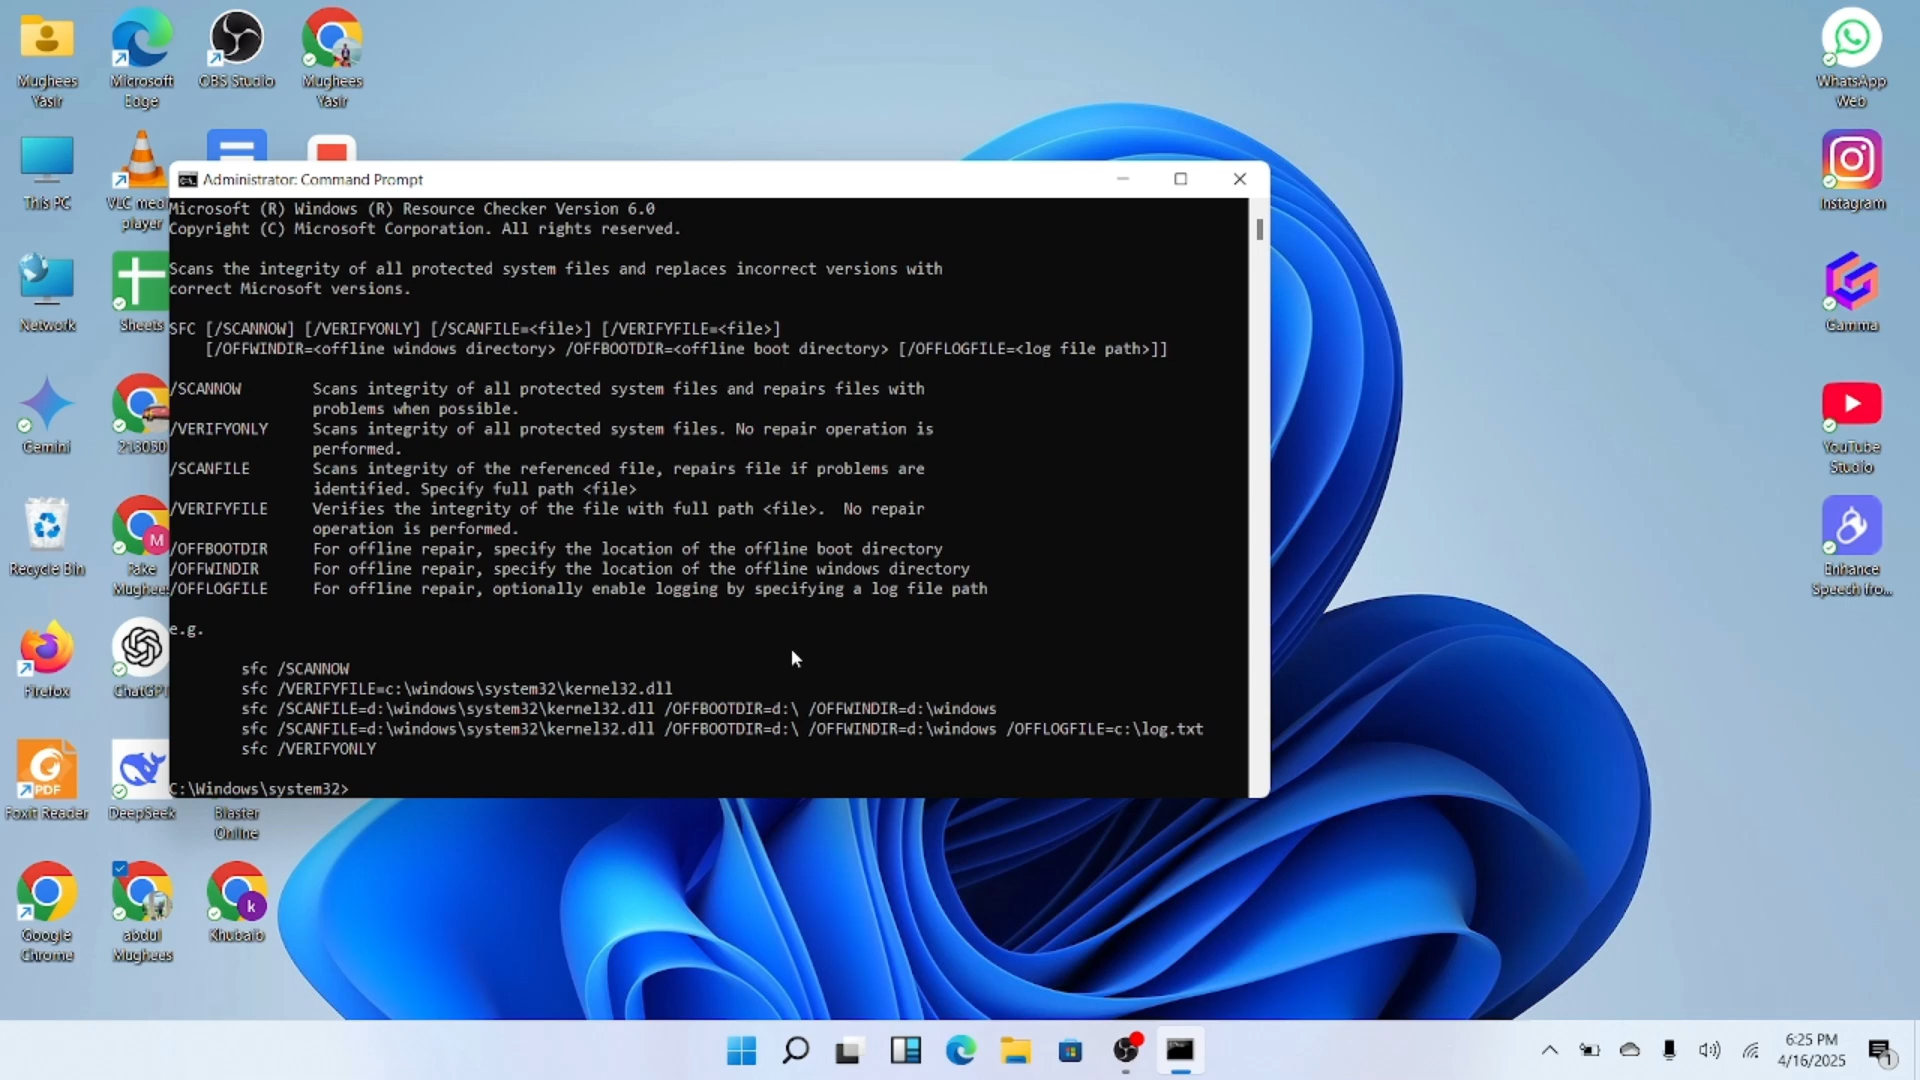 Mughees
Yasir
Microsoft
Edge
OBS Studio
Mughees
Yasir
WhatsApp
Web
This PC
VLC med
player
Instagram
Network
Sheets
Gamma
Gemini
213050
YouTube
Studio
Recycle Bin
Fake
Mughee
M
Enhance
Speech fro...
Firefox
ChatGPT
PDF
Foxit Reader
DeepSeek
Blaster
Online
Google
Chrome
abdul
Mughees
k
Khubaib
Administrator: Command Prompt
Microsoft (R) Windows (R) Resource Checker Version 6.0
Copyright (C) Microsoft Corporation. All rights reserved.
Scans the integrity of all protected system files and replaces incorrect versions with
correct Microsoft versions.
SFC [/SCANNOW] [/VERIFYONLY] [/SCANFILE=<file>] [/VERIFYFILE=<file>]
[/OFFWINDIR=<offline windows directory> /OFFBOOTDIR=<offline boot directory> [/OFFLOGFILE=<log file path>]]
/SCANNOW Scans integrity of all protected system files and repairs files with
problems when possible.
/VERIFYONLY Scans integrity of all protected system files. No repair operation is
performed.
/SCANFILE Scans integrity of the referenced file, repairs file if problems are
identified. Specify full path <file>
/VERIFYFILE Verifies the integrity of the file with full path <file>. No repair
operation is performed.
/OFFBOOTDIR For offline repair, specify the location of the offline boot directory
/OFFWINDIR For offline repair, specify the location of the offline windows directory
/OFFLOGFILE For offline repair, optionally enable logging by specifying a log file path
e.g.
sfc /SCANNOW
sfc /VERIFYFILE=c:\windows\system32\kernel32.dll
sfc /SCANFILE=d:\windows\system32\kernel32.dll /OFFBOOTDIR=d:\ /OFFWINDIR=d:\windows
sfc /SCANFILE=d:\windows\system32\kernel32.dll /OFFBOOTDIR=d:\ /OFFWINDIR=d:\windows /OFFLOGFILE=c:\log.txt
sfc /VERIFYONLY
C:\Windows\system32>
6:25 PM
4/16/2025
1